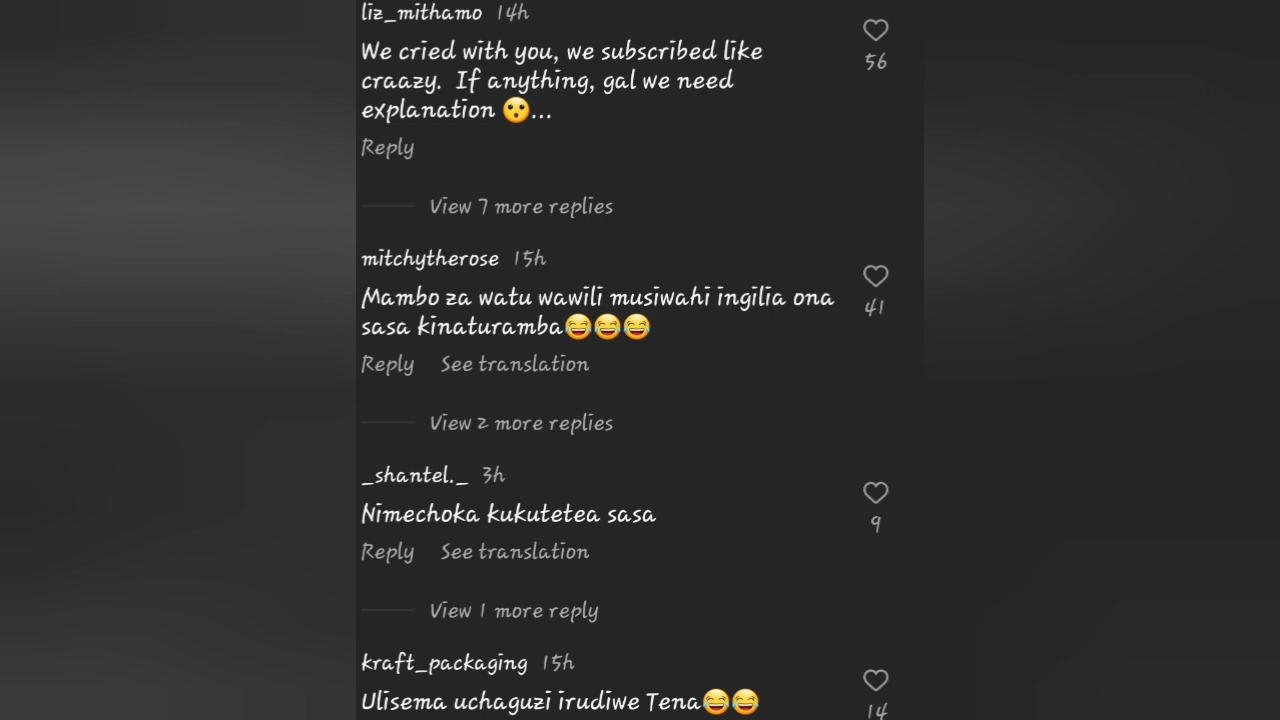 liz_mithamo 14h
We cried with you, we subscribed like
craazy. If anything, gal we need
explanation 😮...
56
Reply
View 7 more replies
mitchytherose 15h
Mambo za watu wawili musiwahi ingilia ona
sasa kinaturamba😂😂😂
41
Reply See translation
View 2 more replies
_shantel._ 3h
Nimechoka kukutetea sasa
9
Reply See translation
View 1 more reply
kraft_packaging 15h
Ulisema uchaguzi irudiwe Tena😂😂
14